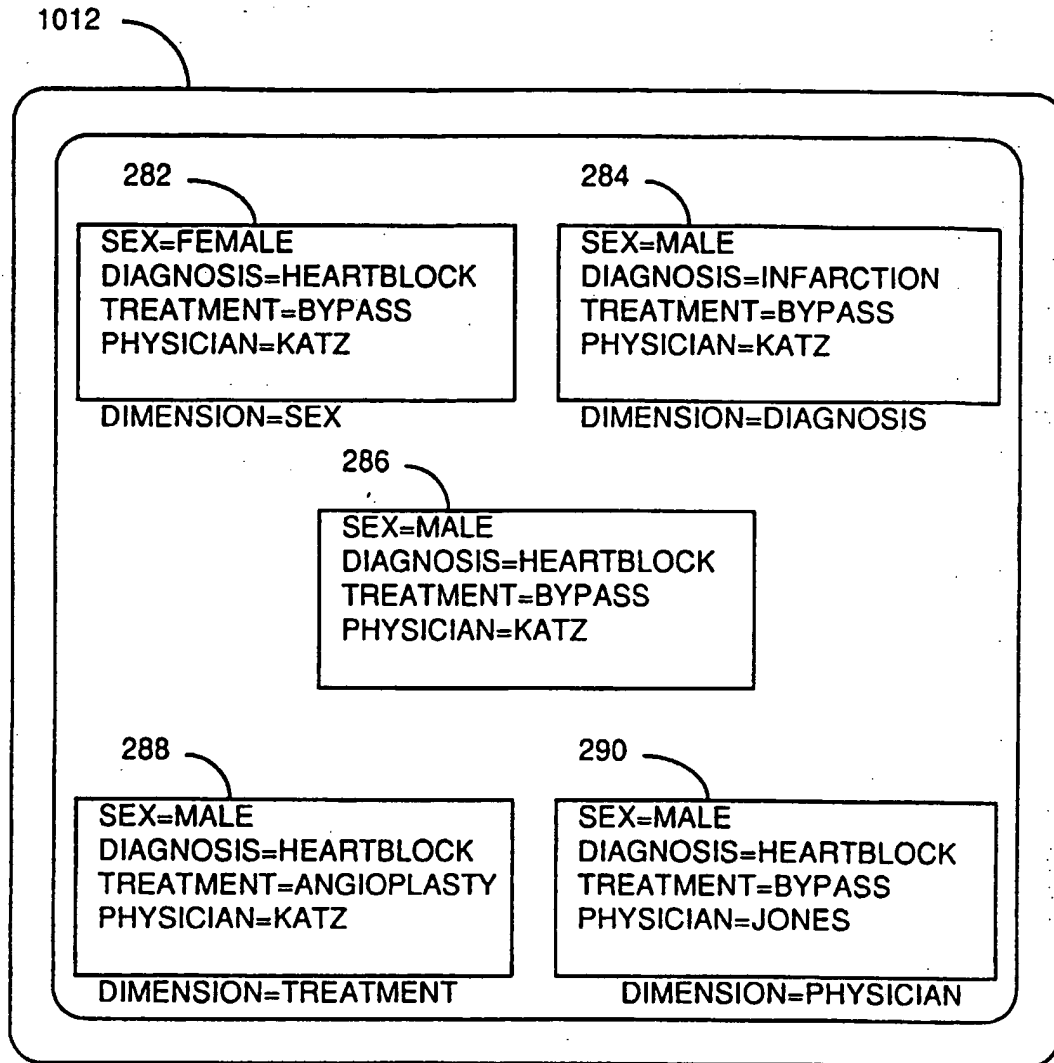 1012
282
SEX=FEMALE
DIAGNOSIS=HEARTBLOCK
TREATMENT=BYPASS
PHYSICIAN=KATZ
DIMENSION=SEX
284
SEX=MALE
DIAGNOSIS=INFARCTION
TREATMENT=BYPASS
PHYSICIAN=KATZ
DIMENSION=DIAGNOSIS
286
SEX=MALE
DIAGNOSIS=HEARTBLOCK
TREATMENT=BYPASS
PHYSICIAN=KATZ
288
SEX=MALE
DIAGNOSIS=HEARTBLOCK
TREATMENT=ANGIOPLASTY
PHYSICIAN=KATZ
DIMENSION=TREATMENT
290
SEX=MALE
DIAGNOSIS=HEARTBLOCK
TREATMENT=BYPASS
PHYSICIAN=JONES
DIMENSION=PHYSICIAN